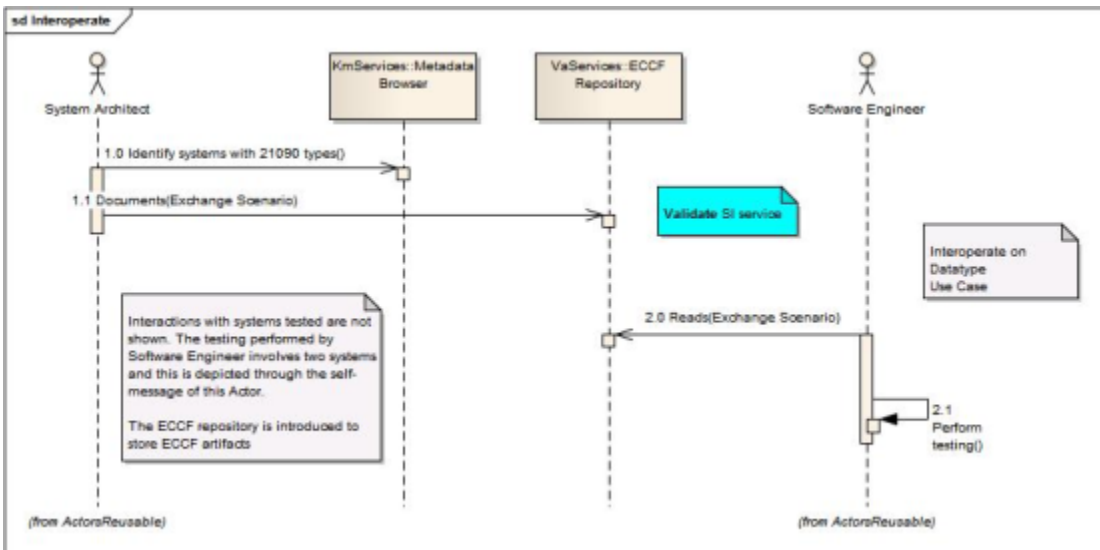 sd Interoperate
System Architect
KmServices::Metadata
Browser
VaServices::ECCF
Repository
Software Engineer
1.0 Identify systems with 21090 types()
1.1 Documents(Exchange Scenario)
Validate SI service
Interoperate on
Datatype
Use Case
Interactions with systems tested are not
shown. The testing performed by
Software Engineer involves two systems
and this is depicted through the self-
message of this Actor.
The ECCF repository is introduced to
store ECCF artifacts
2.0 Reads(Exchange Scenario)
2.1
Perform
testing()
(from ActorsReusable)
(from ActorsReusable)